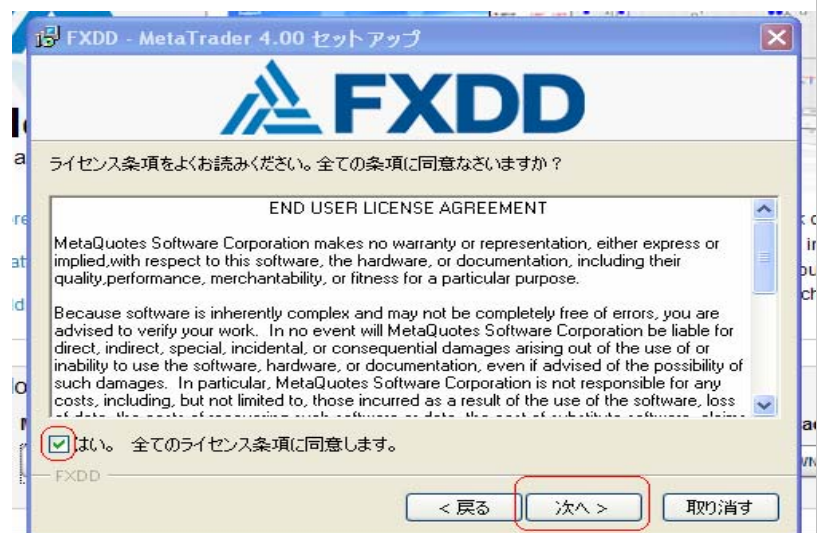 FXDD - MetaTrader 4.00 セットアップ
FXDD
ライセンス条項をよくお読みください。全ての条項に同意なさいますか？
END USER LICENSE AGREEMENT
MetaQuotes Software Corporation makes no warranty or representation, either express or
implied,with respect to this software, the hardware, or documentation, including their
quality,performance, merchantability, or fitness for a particular purpose.
Because software is inherently complex and may not be completely free of errors, you are
advised to verify your work.  In no event will MetaQuotes Software Corporation be liable for
direct, indirect, special, incidental, or consequential damages arising out of the use of or
inability to use the software, hardware, or documentation, even if advised of the possibility of
such damages.  In particular, MetaQuotes Software Corporation is not responsible for any
costs, including, but not limited to, those incurred as a result of the use of the software, loss
はい。 全てのライセンス条項に同意します。
FXDD
< 戻る
次へ >
取り消す